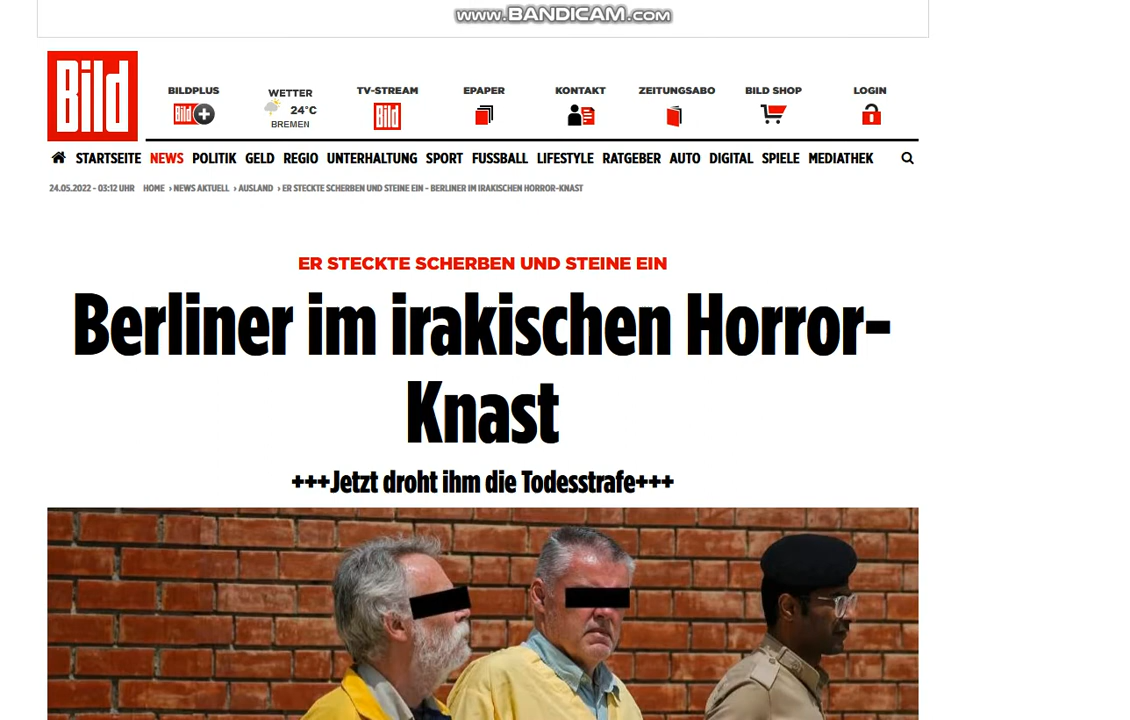 www.BANDICAM.com
Bild
BILDPLUS
WETTER
TV-STREAM
EPAPER
KONTAKT
ZEITUNGSABO
BILD SHOP
LOGIN
Bild
24°C
Bild
BREMEN
STARTSEITE NEWS POLITIK GELD REGIO UNTERHALTUNG SPORT FUSSBALL LIFESTYLE RATGEBER AUTO DIGITAL SPIELE MEDIATHEK
24.05.2022 - 03:12 UHR HOME › NEWS AKTUELL › AUSLAND › ER STECKTE SCHERBEN UND STEINE EIN - BERLINER IM IRAKISCHEN HORROR-KNAST
ER STECKTE SCHERBEN UND STEINE EIN
Berliner im irakischen Horror-
Knast
+++Jetzt droht ihm die Todesstrafe+++